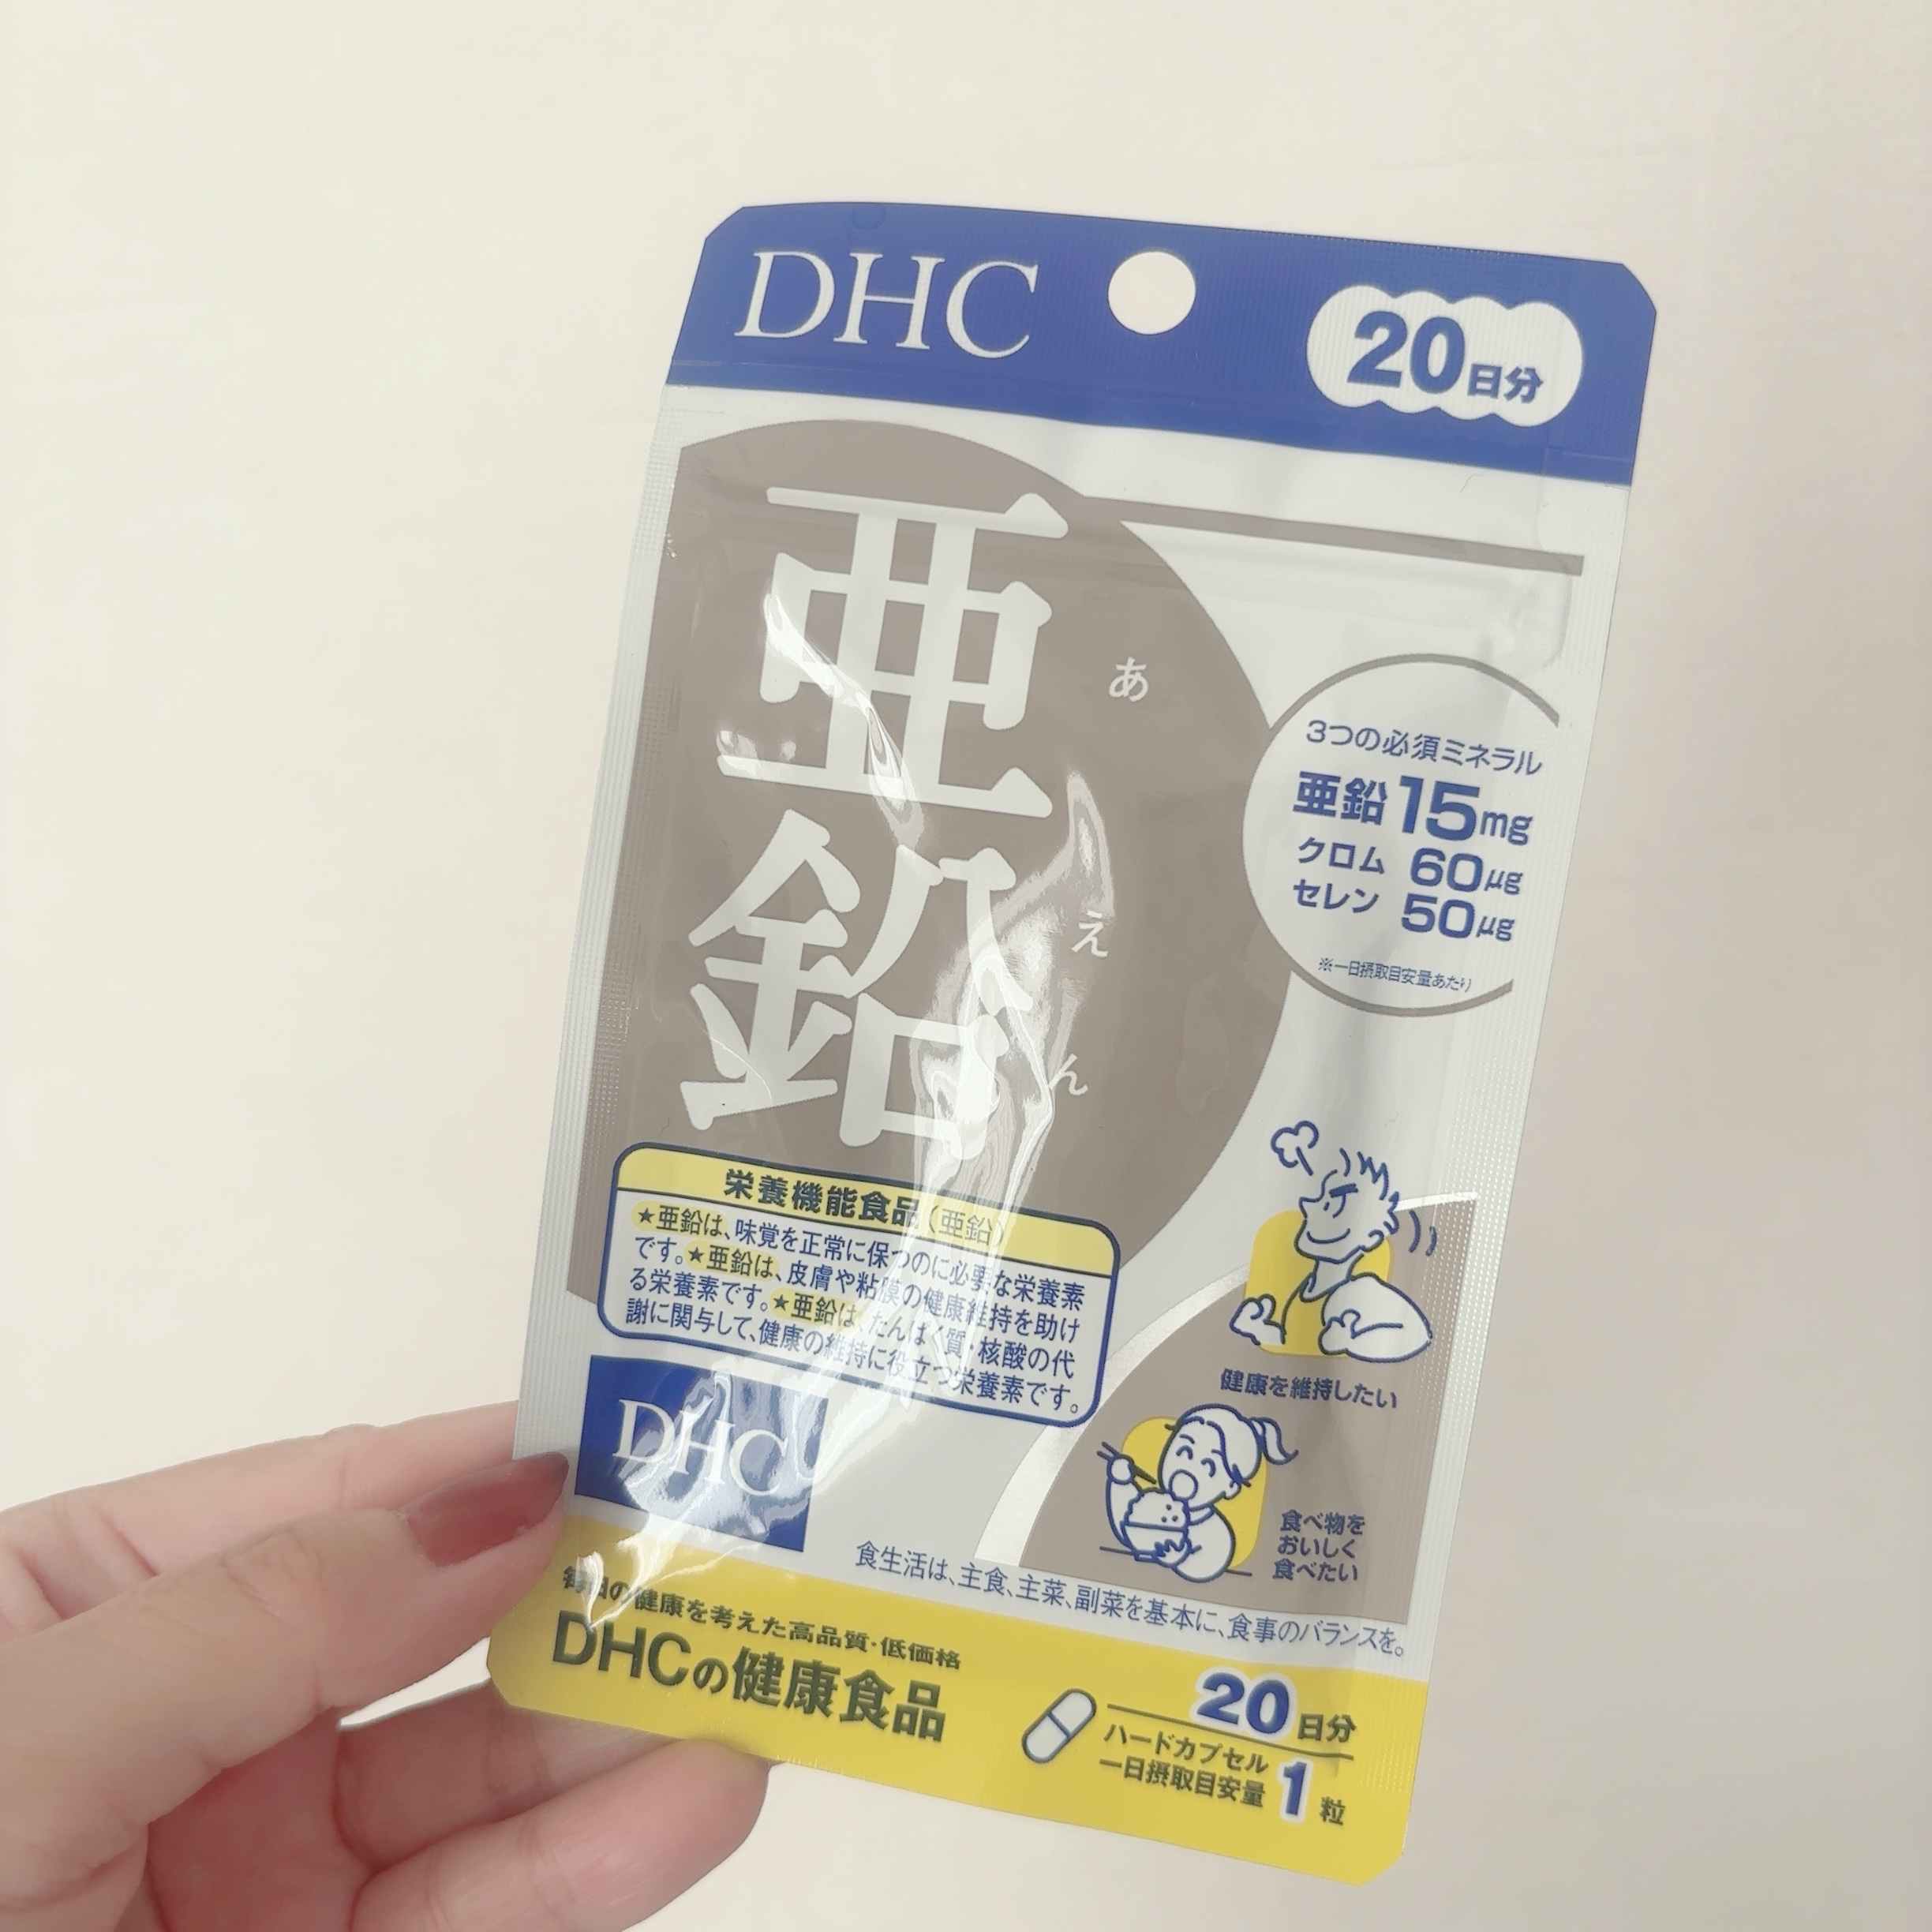 DHC
20日分
亜鉛
あえん
3つの必須ミネラル
亜鉛15mg
クロム 60μg
セレン 50μg
※一日摂取目安量あたり
栄養機能食品(亜鉛)
★亜鉛は、味覚を正常に保つのに必要な栄養素
です。★亜鉛は、皮膚や粘膜の健康維持を助け
る栄養素です。★亜鉛は、たんぱく質・核酸の代
謝に関与して、健康の維持に役立つ栄養素です。
健康を維持したい
DHC
食べ物を
おいしく
食べたい
食生活は、主食、主菜、副菜を基本に、食事のバランスを。
毎日の健康を考えた高品質・低価格
DHCの健康食品
20日分
ハードカプセル
一日摂取目安量 1粒